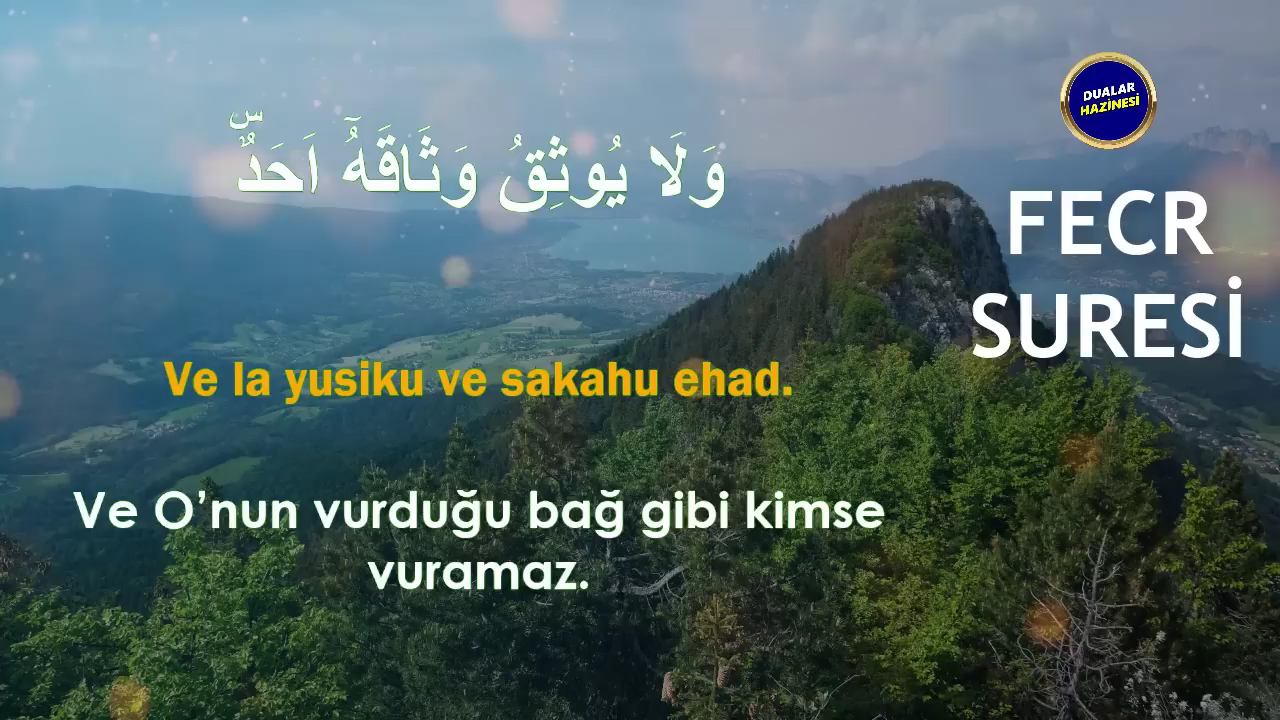 DUALAR
HAZİNESİ
وَلَا يُوثِقُ وَثَاقَهُٓ اَحَدٌۜ
FECR
SURESİ
Ve la yusiku ve sakahu ehad.
Ve O’nun vurduğu bağ gibi kimse
vuramaz.